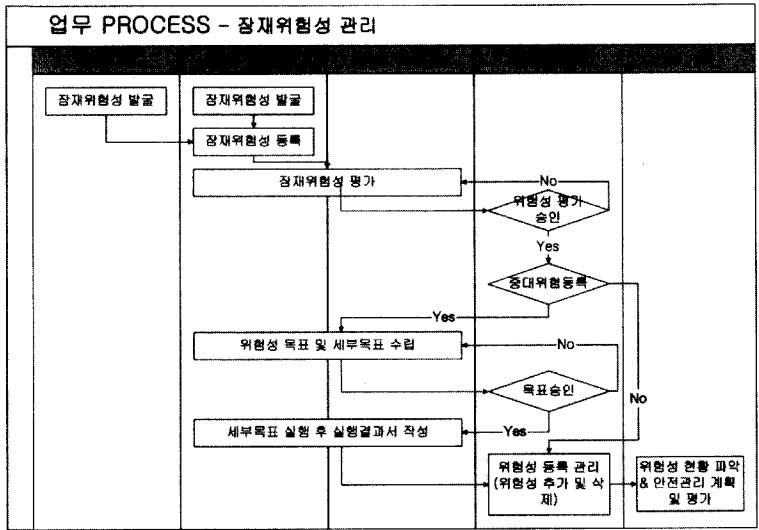 업무 PROCESS - 잠재위험성 관리
잠재위험성 발굴
잠재위험성 발굴
잠재위험성 등록
잠재위험성 평가
No
위험성 평가
승인
Yes
중대위험등록
Yes
위험성 목표 및 세부목표 수립
No
목표승인
No
세부목표 실행 후 실행결과서 작성
Yes
위험성 등록 관리
(위험성 추가 및 삭
제)
위험성 현황 파악
& 안전관리 계획
및 평가